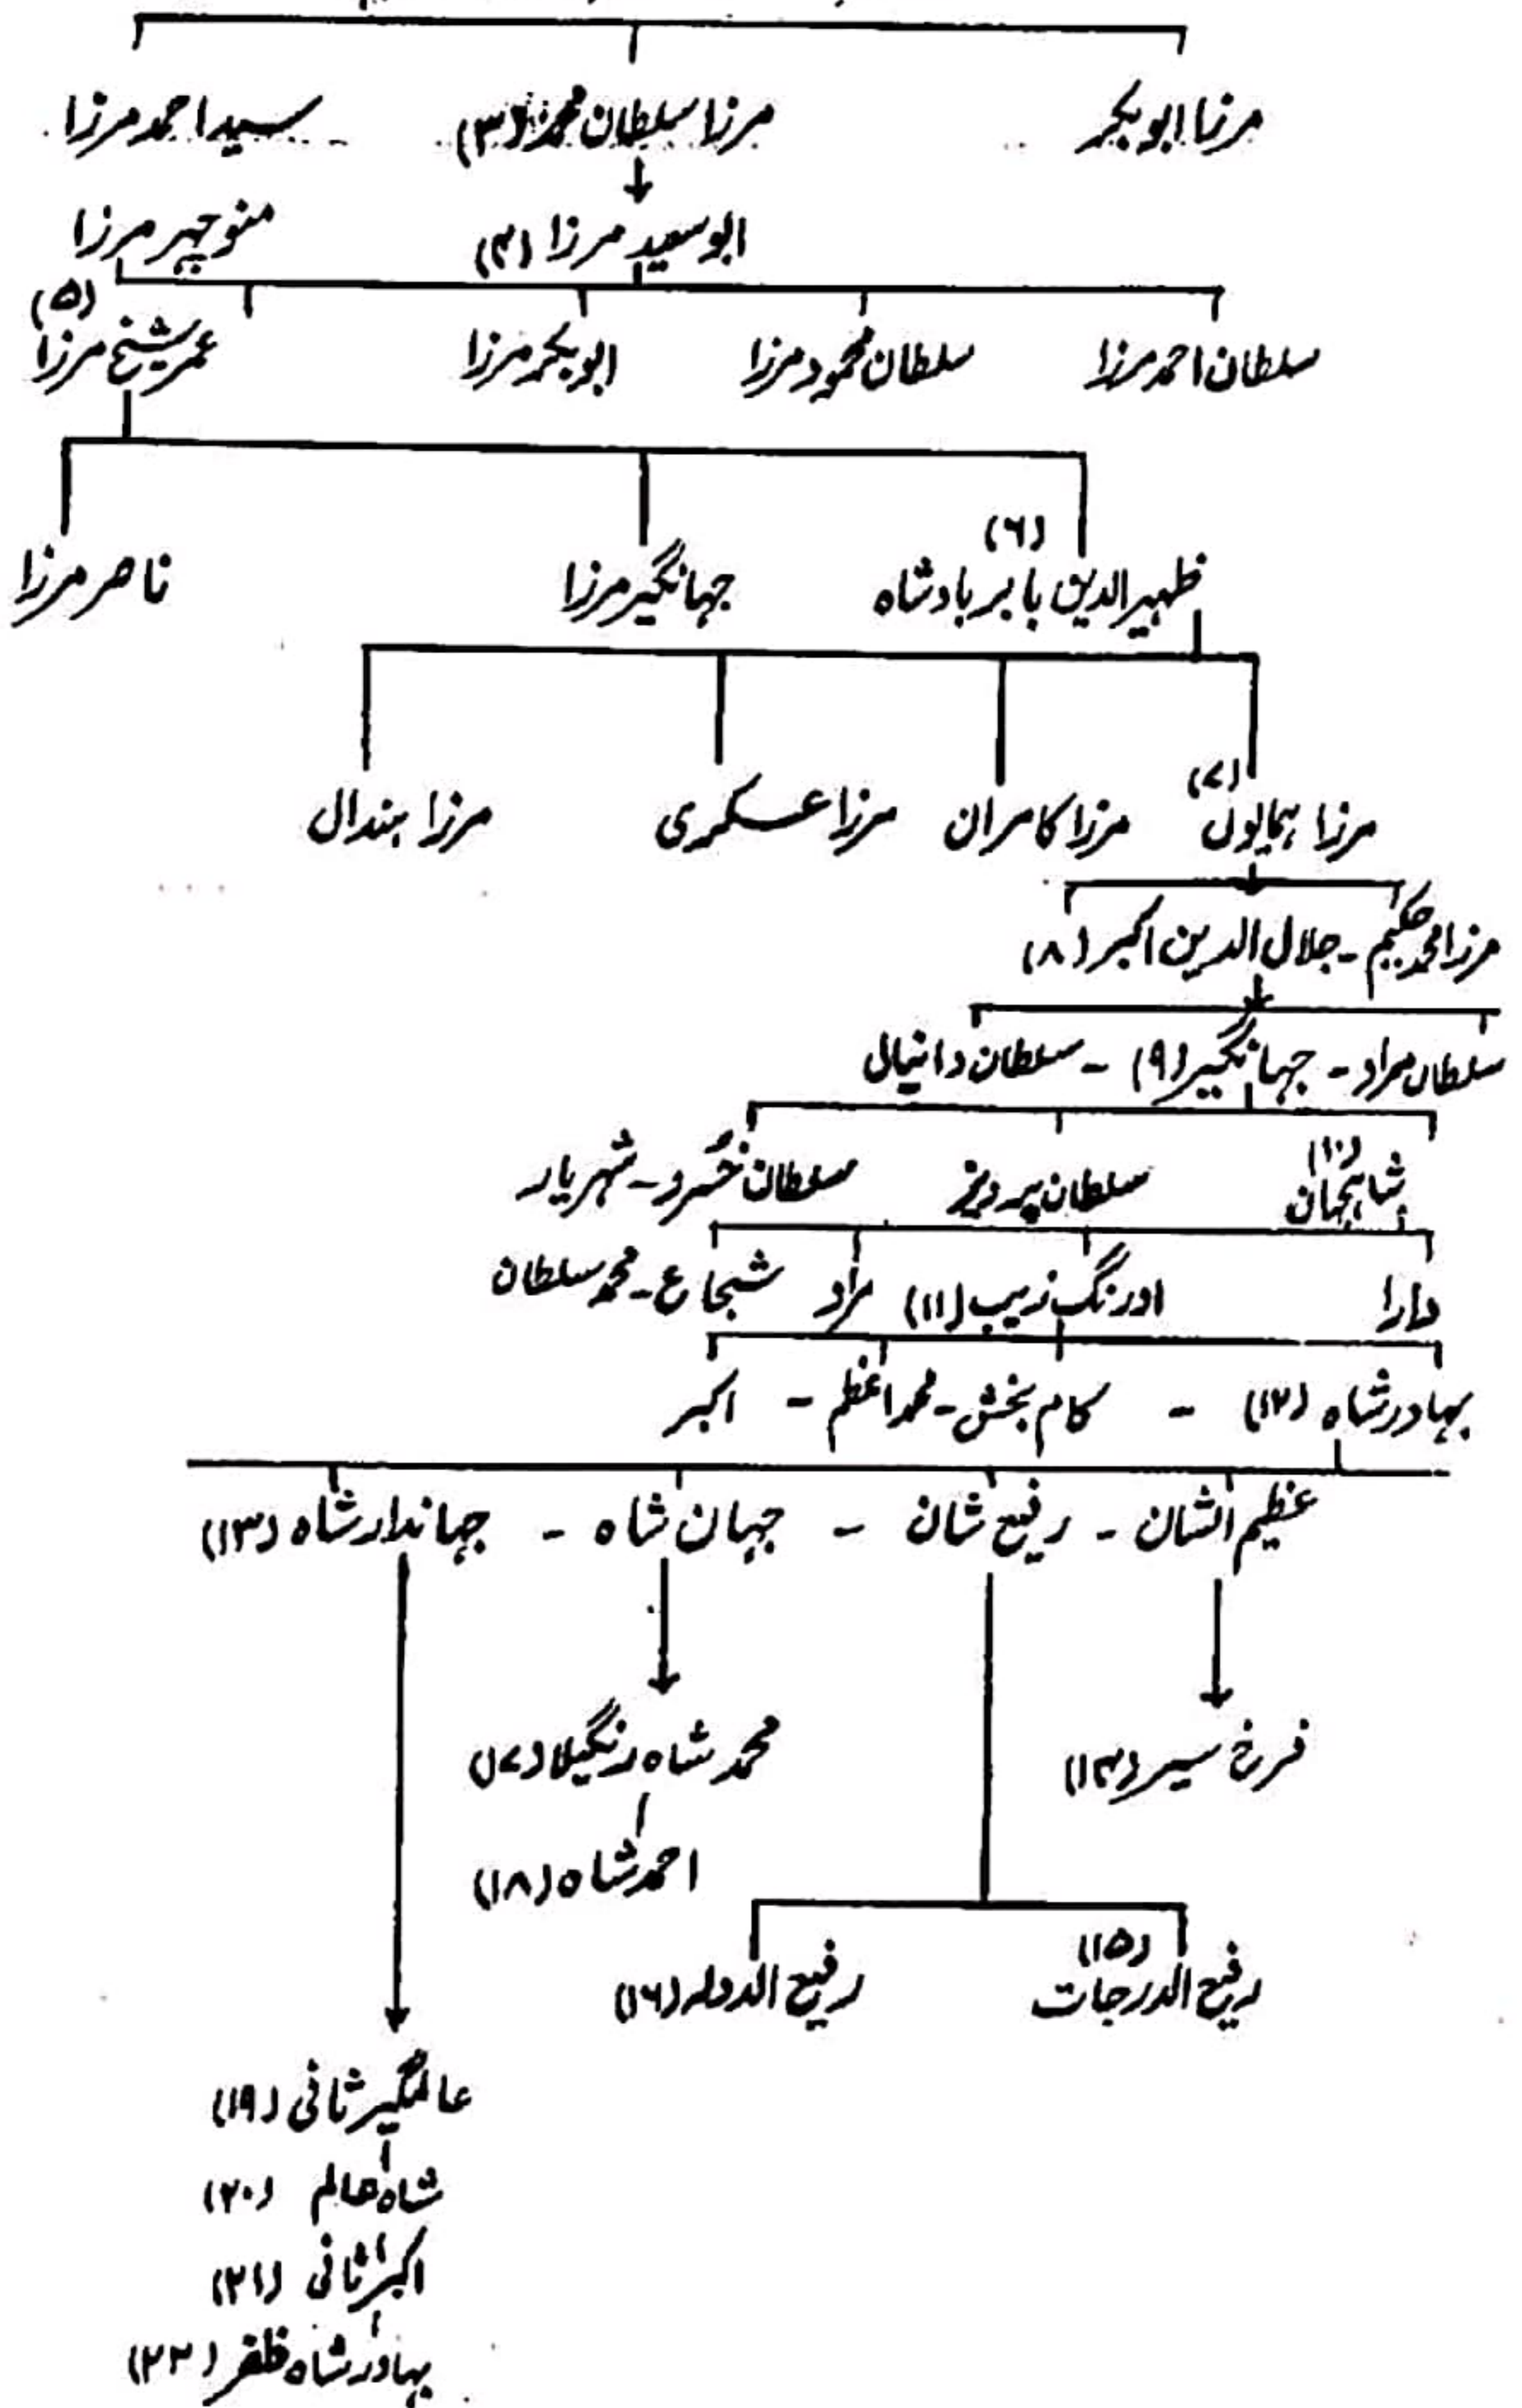 مرزا ابوبکر مرزا سلطان محمد (۳) سید احمد مرزا
ابوسعید مرزا (۴) منوچہر مرزا
(۵)
سلطان احمد مرزا سلطان محمود مرزا ابوبکر مرزا عمر شیخ مرزا
(۶)
ظہیرالدین بابر بادشاہ جہانگیر مرزا ناصر مرزا
(۷)
مرزا ہمایوں مرزا کامران مرزا عسکری مرزا ہندال
مرزا محمد حکیم - جلال الدین اکبر (۸)
سلطان مراد - جہانگیر (۹) - سلطان دانیال
(۱۰)
شاہجہان سلطان پرویز سلطان خسرو - شہریار
دارا اورنگ زیب (۱۱) مراد شجاع - محمد سلطان
بہادر شاہ (۱۲) - کام بخش - محمد اعظم - اکبر
عظیم الشان - رفیع شان - جہان شاہ - جہاندار شاہ (۱۳)
فرخ سیر (۱۴) محمد شاہ رنگیلا (۱۷)
احمد شاہ (۱۸)
(۱۵)
رفیع الدرجات رفیع الدولہ (۱۶)
عالمگیر ثانی (۱۹)
شاہ عالم (۲۰)
اکبر ثانی (۲۱)
بہادر شاہ ظفر (۲۲)